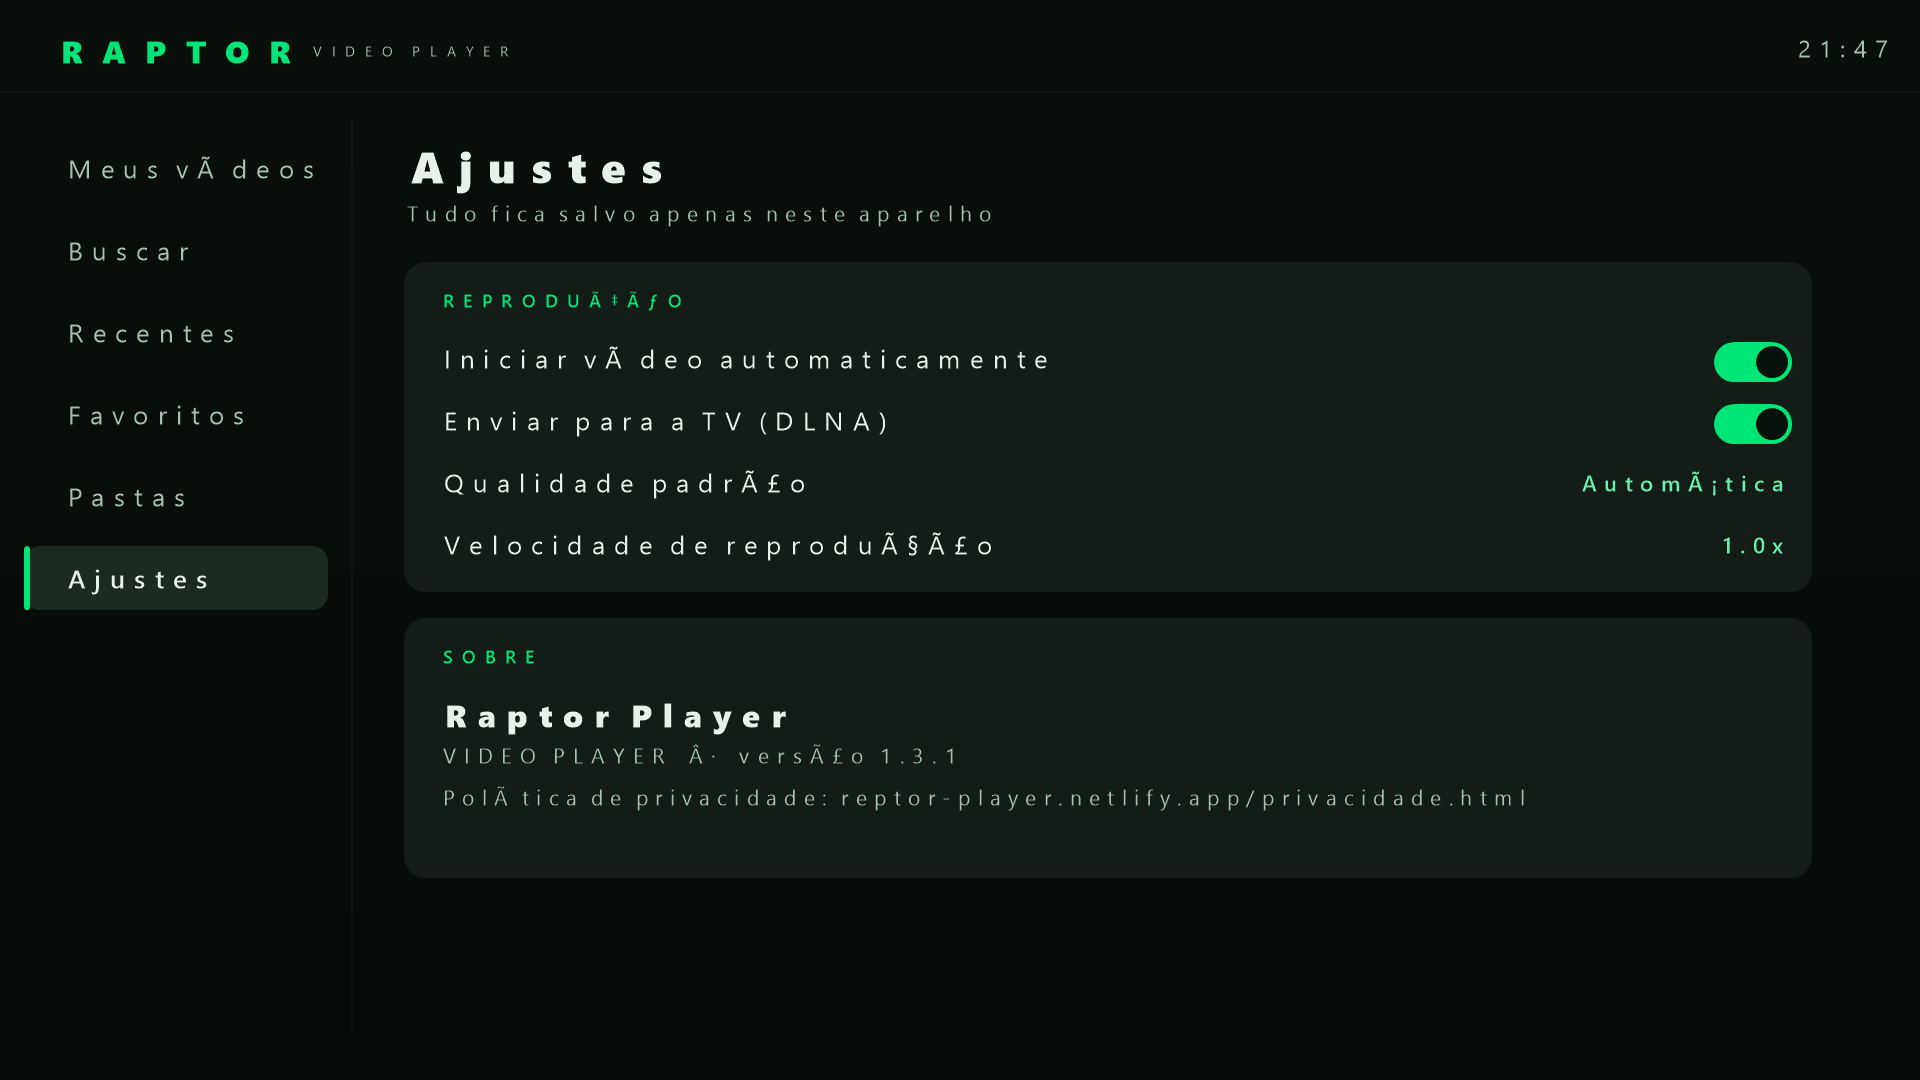 RAPTOR VIDEO PLAYER
21:47
Meus vÃ­deos
Buscar
Recentes
Favoritos
Pastas
Ajustes
Ajustes
Tudo fica salvo apenas neste aparelho
REPRODUÃ‡ÃƒO
Iniciar vÃ­deo automaticamente
Enviar para a TV (DLNA)
Qualidade padrÃ£o
AutomÃ¡tica
Velocidade de reproduÃ§Ã£o
1.0x
SOBRE
Raptor Player
VIDEO PLAYER Â· versÃ£o 1.3.1
PolÃ­tica de privacidade: reptor-player.netlify.app/privacidade.html